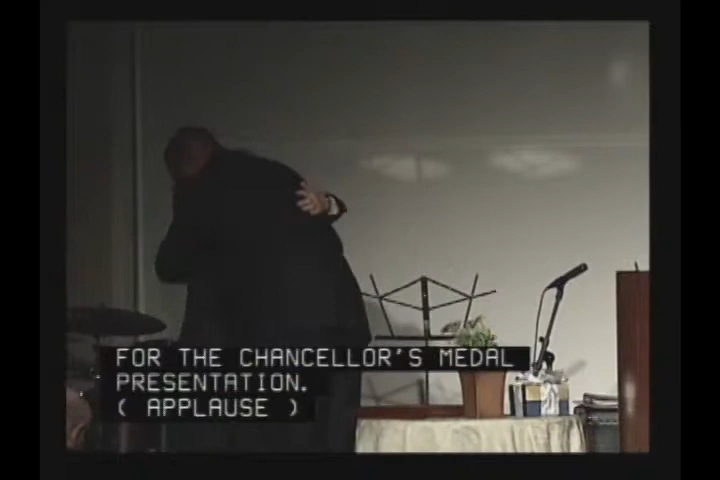 FOR THE CHANCELLOR'S MEDAL
PRESENTATION.
( APPLAUSE )